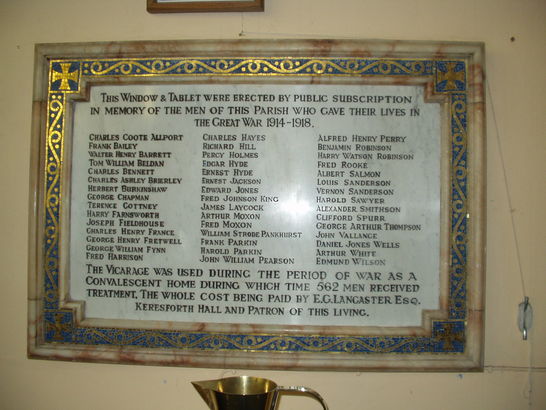 THIS WINDOW & TABLET WERE ERECTED BY PUBLIC SUBSCRIPTION
IN MEMORY OF THE MEN OF THIS PARISH WHO GAVE THEIR LIVES IN
THE GREAT WAR 1914-1918.
CHARLES COOTE ALLPORT
FRANK BAILEY
WALTER HENRY BARRETT
TOM WILLIAM BELDAN
CHARLES BENNETT
CHARLES ASHLEY BRIERLEY
HERBERT BURKINSHAW
GEORGE CHAPMAN
TERENCE COTTNEY
HARRY FARNSWORTH
JOSEPH FIELDHOUSE
CHARLES HENRY FRANCE
GEORGE HENRY FRETWELL
GEORGE WILLIAM FYNN
FRED HARRISON
CHARLES HAYES
RICHARD HILL
PERCY HOLMES
EDGAR HYDE
ERNEST HYDE
ERNEST JACKSON
EDWARD JONES
FRED JOHNSON KING
JAMES LAYCOCK
ARTHUR MOXON
FRED MOXON
WILLIAM STRODE PANKHURST
FRANK PARKIN
HAROLD PARKIN
JOHN WILLIAM PEARSON
ALFRED HENRY PERRY
BENJAMIN ROBINSON
HARRY WATSON ROBINSON
FRED ROOKE
ALBERT SALMON
LOUIS SANDERSON
VERNON SANDERSON
HAROLD SAWYER
ALEXANDER SMITHSON
CLIFFORD SPURR
GEORGE ARTHUR THOMPSON
JOHN VALLANCE
DANIEL JONES WELLS
ARTHUR WHITE
EDMUND WILSON
THE VICARAGE WAS USED DURING THE PERIOD OF WAR AS A
CONVALESCENT HOME DURING WHICH TIME 562 MEN RECEIVED
TREATMENT, THE WHOLE COST BEING PAID BY E.G. LANCASTER ESQ.
KERESFORTH HALL AND PATRON OF THIS LIVING.